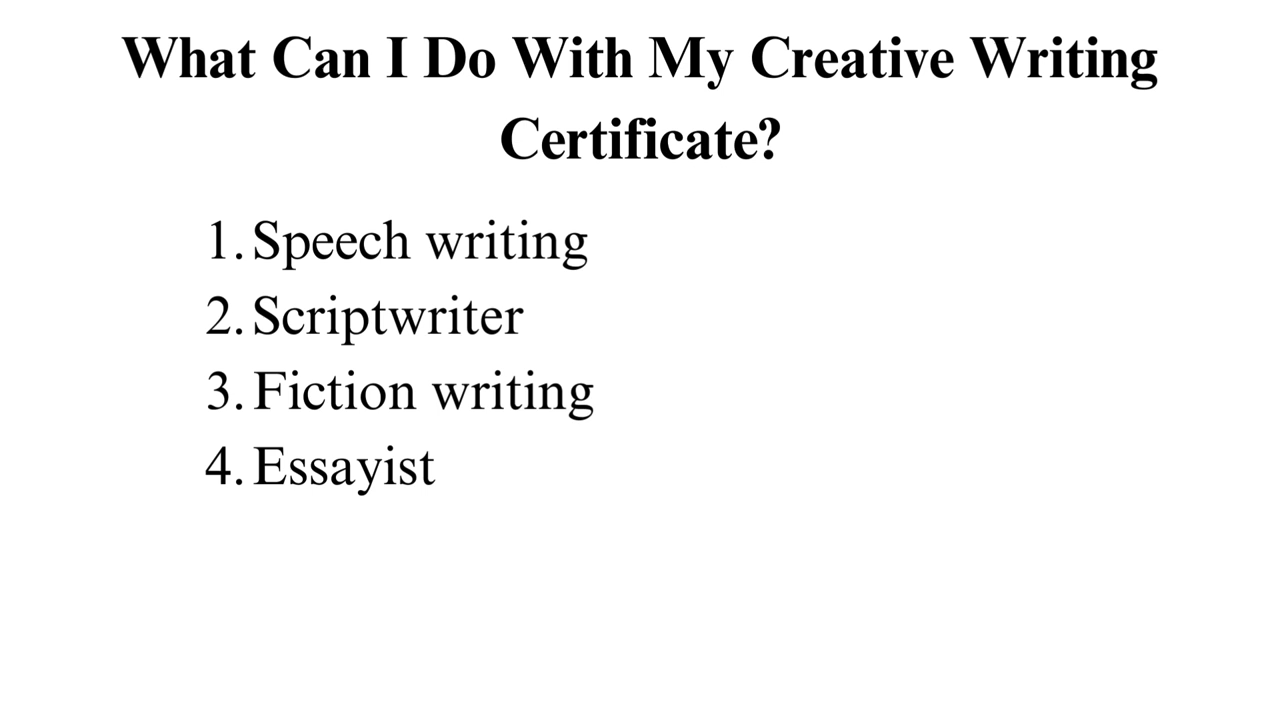 What Can I Do With My Creative Writing
Certificate?
1. Speech writing
2. Scriptwriter
3. Fiction writing
4. Essayist